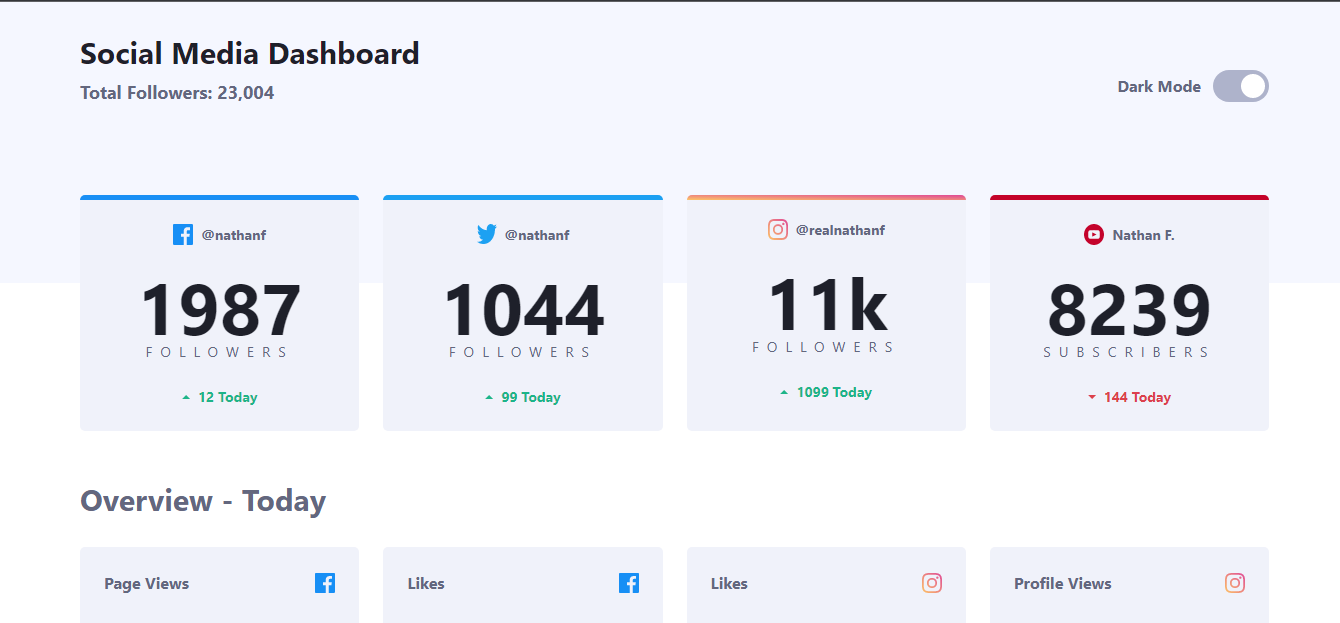 Social Media Dashboard
Total Followers: 23,004
Dark Mode
@nathanf
1987
FOLLOWERS
12 Today
@nathanf
1044
FOLLOWERS
99 Today
@realnathanf
11k
FOLLOWERS
1099 Today
Nathan F.
8239
SUBSCRIBERS
144 Today
Overview - Today
Page Views
Likes
Likes
Profile Views